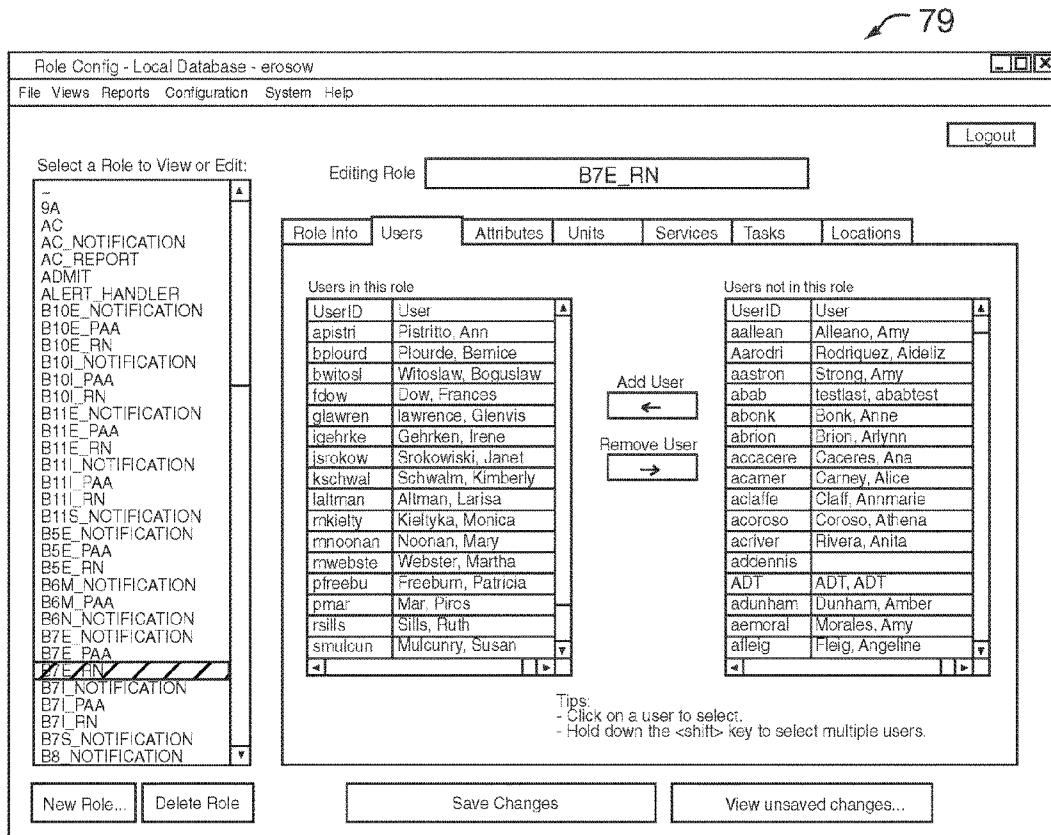 79
Role Config - Local Database - erosow
File Views Reports Configuration System Help
Logout
Select a Role to View or Edit:
Editing Role B7E_RN
–
9A
AC
AC_NOTIFICATION
AC_REPORT
ADMIT
ALERT_HANDLER
B10E_NOTIFICATION
B10E_PAA
B10E_RN
B10I_NOTIFICATION
B10I_PAA
B10I_RN
B11E_NOTIFICATION
B11E_PAA
B11E_RN
B11I_NOTIFICATION
B11I_PAA
B11I_RN
B11S_NOTIFICATION
B5E_NOTIFICATION
B5E_PAA
B5E_RN
B6M_NOTIFICATION
B6M_PAA
B6N_NOTIFICATION
B7E_NOTIFICATION
B7E_PAA
B7E_RN
B7I_NOTIFICATION
B7I_PAA
B7I_RN
B7S_NOTIFICATION
B8_NOTIFICATION
New Role... Delete Role
Role Info Users Attributes Units Services Tasks Locations
Users in this role
UserID User
apistri Pistritto, Ann
bplourd Plourde, Bernice
bwitosl Witoslaw, Boguslaw
fdow Dow, Frances
glawren lawrence, Glenvis
igehrke Gehrken, Irene
jsrokow Srokowiski, Janet
kschwal Schwalm, Kimberly
laltman Altman, Larisa
mkielty Kieltyka, Monica
mnoonan Noonan, Mary
mwebste Webster, Martha
pfreebu Freeburn, Patricia
pmar Mar, Piros
rsills Sills, Ruth
smulcun Mulcunry, Susan
Add User
Remove User
Users not in this role
UserID User
aallean Alleano, Amy
Aarodri Rodriquez, Aideliz
aastron Strong, Amy
abab testlast, ababtest
abonk Bonk, Anne
abrion Brion, Arlynn
accacere Caceres, Ana
acarner Carney, Alice
aclaffe Claff, Annmarie
acoroso Coroso, Athena
acriver Rivera, Anita
addennis
ADT ADT, ADT
adunham Dunham, Amber
aemoral Morales, Amy
afleig Fleig, Angeline
Tips:
- Click on a user to select.
- Hold down the <shift> key to select multiple users.
Save Changes View unsaved changes...